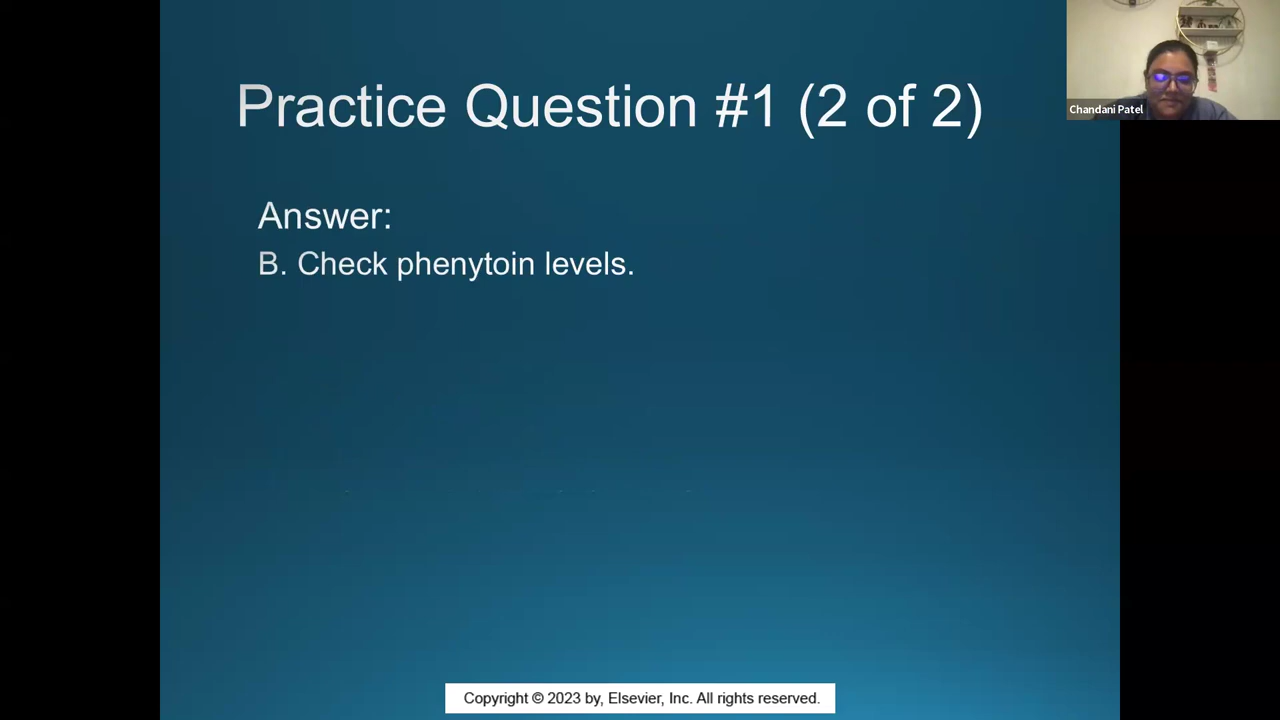 Practice Question #1 (2 of 2)
Chandani Patel
Answer:
B. Check phenytoin levels.
Copyright © 2023 by, Elsevier, Inc. All rights reserved.